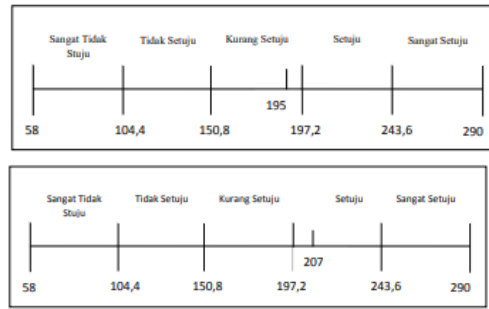 Sangat Tidak Stuju Tidak Setuju Kurang Setuju Setuju Sangat Setuju
195
58 104,4 150,8 197,2 243,6 290
Sangat Tidak Stuju Tidak Setuju Kurang Setuju Setuju Sangat Setuju
207
58 104,4 150,8 197,2 243,6 290